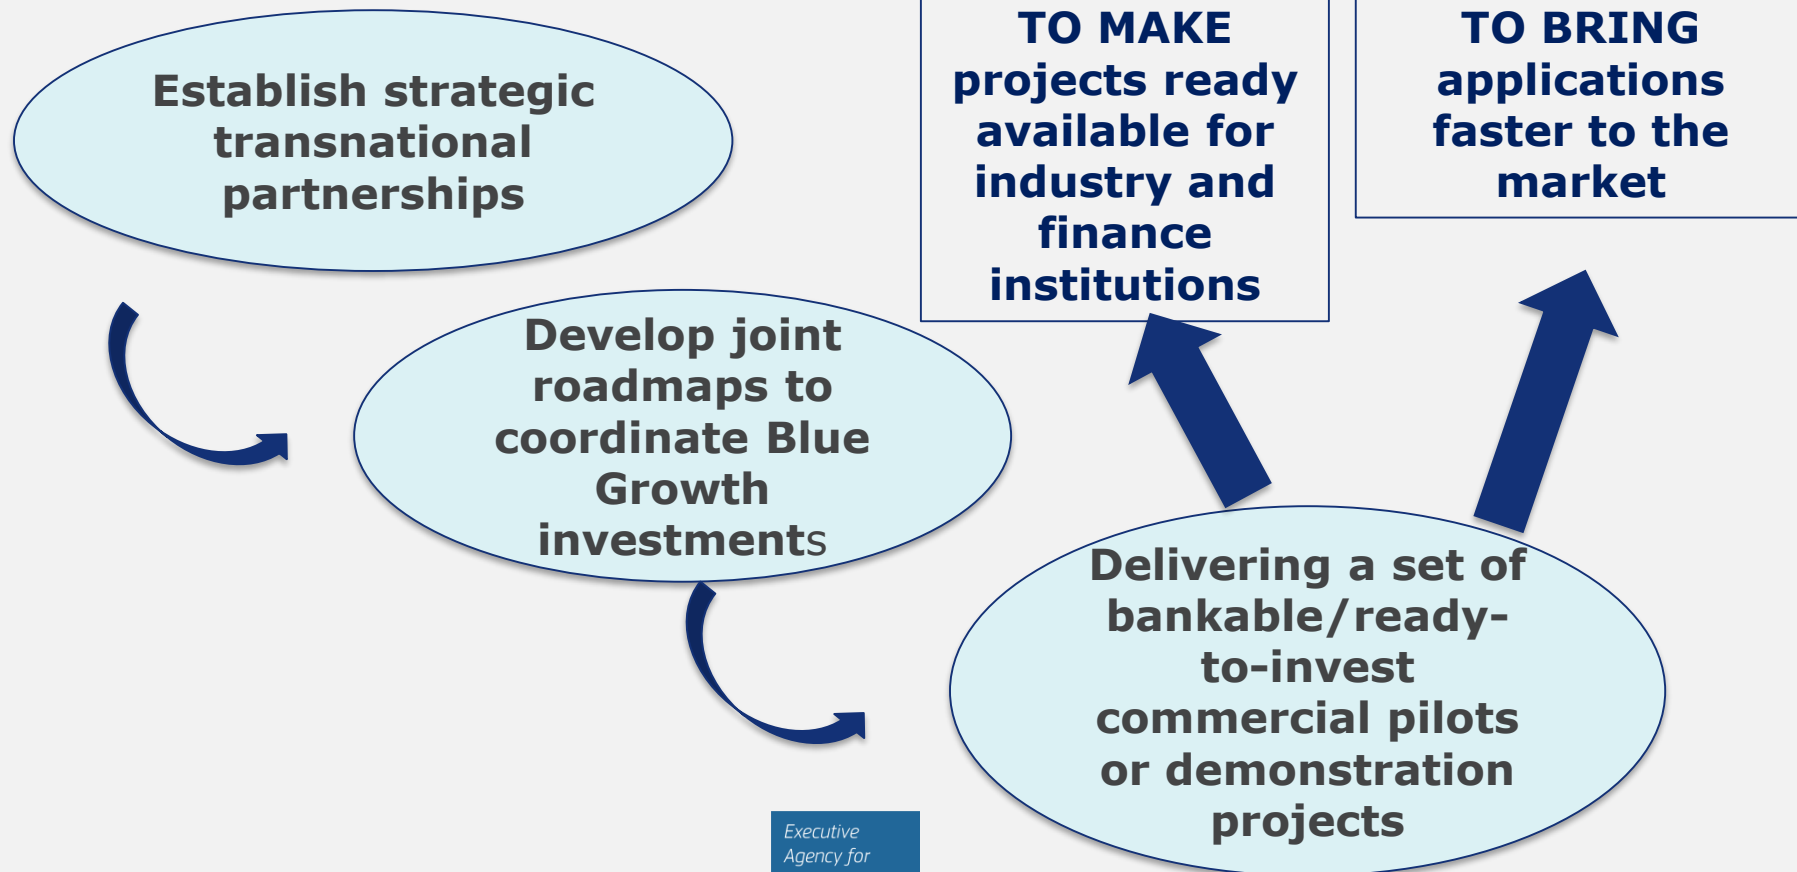 Establish strategic
transnational
partnerships
TO MAKE
projects ready
available for
industry and
finance
institutions
TO BRING
applications
faster to the
market
Develop joint
roadmaps to
coordinate Blue
Growth
investments
Delivering a set of
bankable/ready-
to-invest
commercial pilots
or demonstration
projects
Executive
Agency for